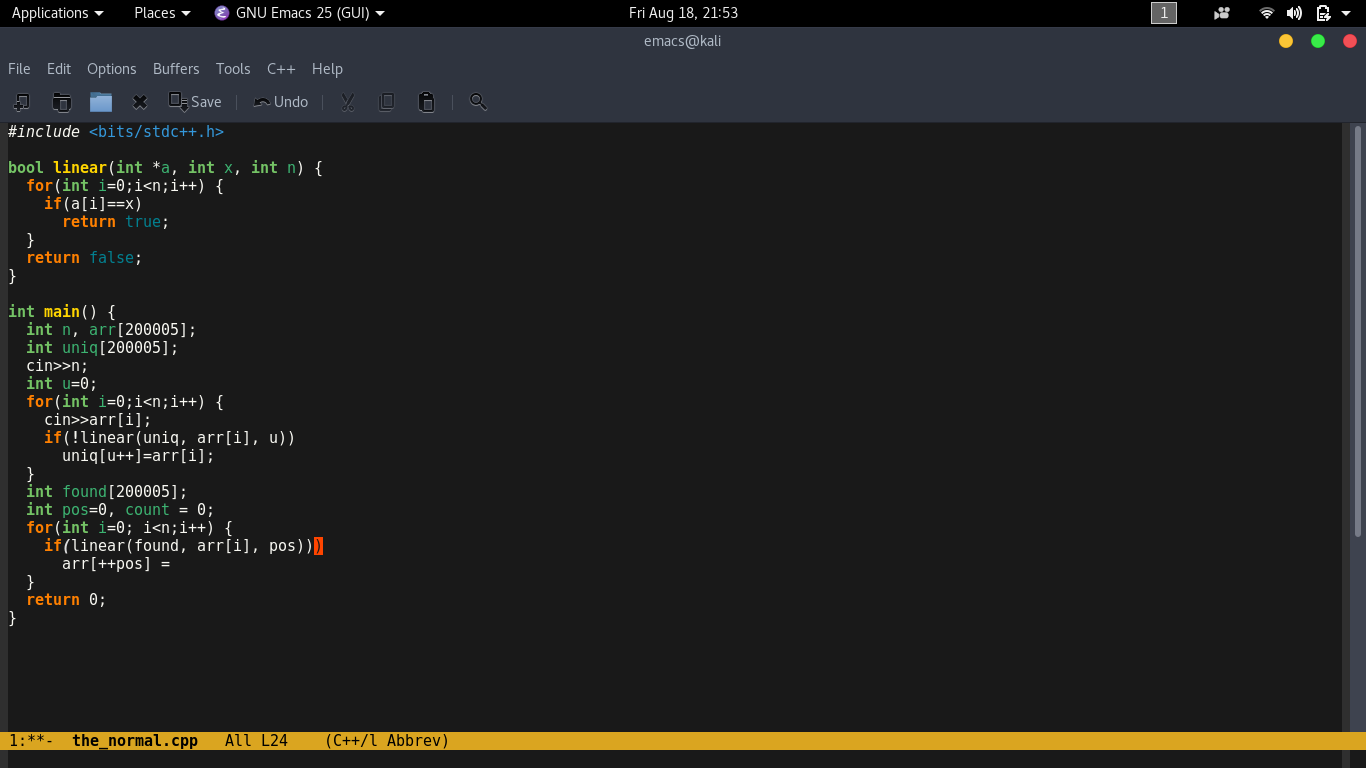 Applications Places GNU Emacs 25 (GUI) Fri Aug 18, 21:53 1
emacs@kali
File Edit Options Buffers Tools C++ Help
Save Undo
#include <bits/stdc++.h>
bool linear(int *a, int x, int n) {
  for(int i=0;i<n;i++) {
    if(a[i]==x)
      return true;
  }
  return false;
}
int main() {
  int n, arr[200005];
  int uniq[200005];
  cin>>n;
  int u=0;
  for(int i=0;i<n;i++) {
    cin>>arr[i];
    if(!linear(uniq, arr[i], u))
      uniq[u++]=arr[i];
  }
  int found[200005];
  int pos=0, count = 0;
  for(int i=0; i<n;i++) {
    if(linear(found, arr[i], pos)))
      arr[++pos] =
  }
  return 0;
}
1:**- the_normal.cpp All L24 (C++/l Abbrev)